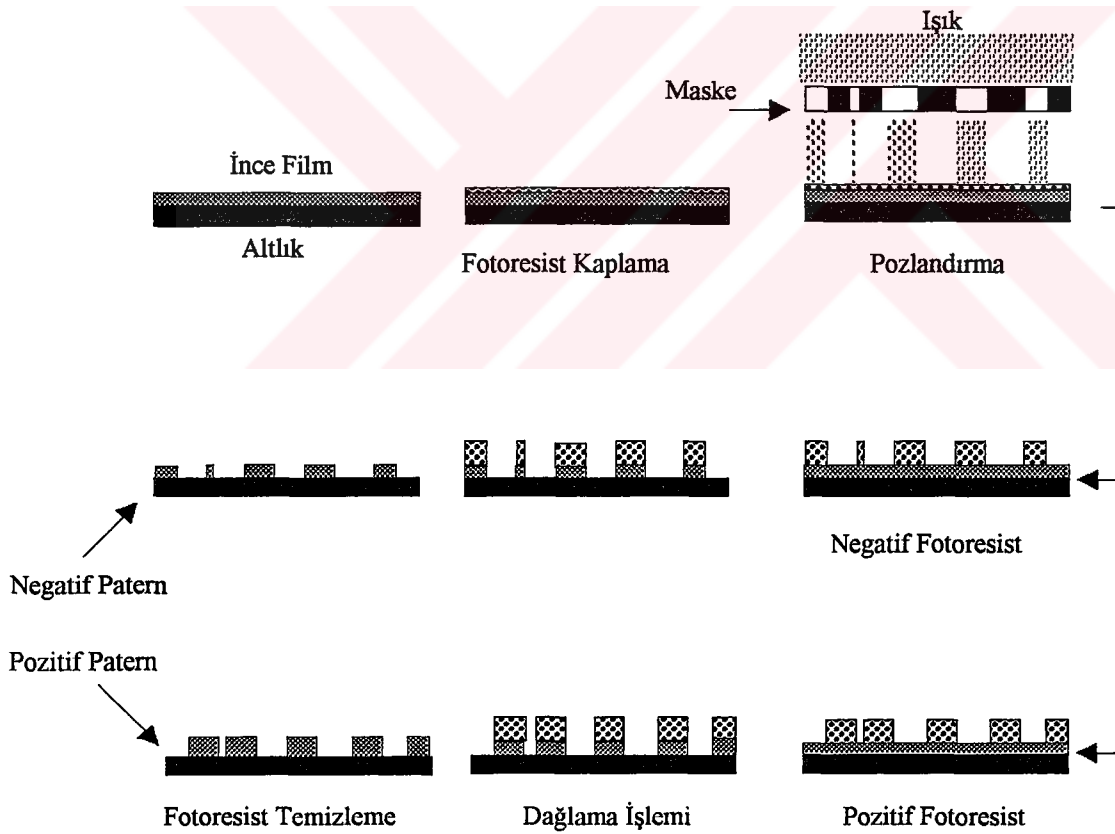 Işık
Maske
İnce Film
Altlık
Fotoresist Kaplama
Pozlandırma
Negatif Fotoresist
Negatif Patern
Pozitif Patern
Fotoresist Temizleme
Dağlama İşlemi
Pozitif Fotoresist